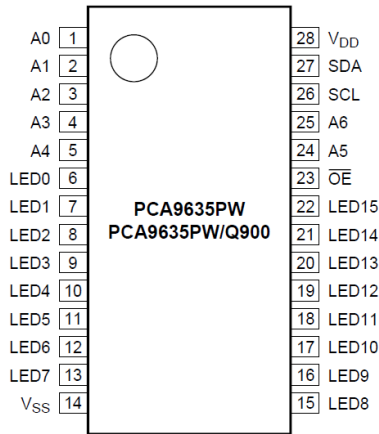 A0 1 28 VDD
A1 2 27 SDA
A2 3 26 SCL
A3 4 25 A6
A4 5 24 A5
LED0 6 23 O̅E̅
LED1 7 PCA9635PW 22 LED15
LED2 8 PCA9635PW/Q900 21 LED14
LED3 9 20 LED13
LED4 10 19 LED12
LED5 11 18 LED11
LED6 12 17 LED10
LED7 13 16 LED9
VSS 14 15 LED8